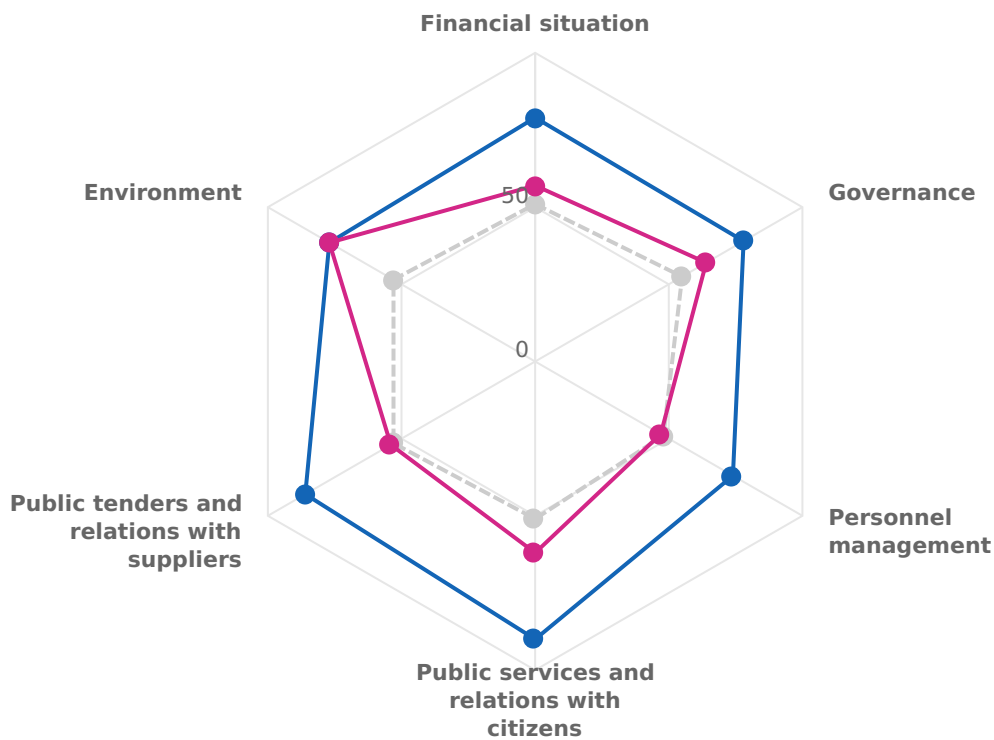 Financial situation
Environment
50
Governance
0
Public tenders and
relations with
suppliers
Personnel
management
Public services and
relations with
citizens